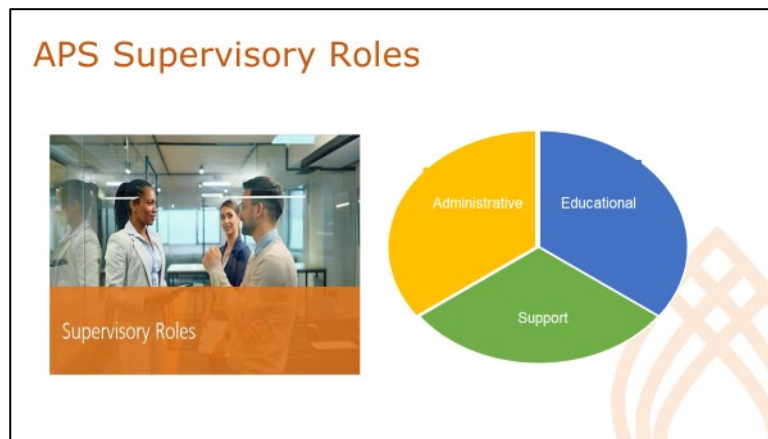 APS Supervisory Roles
Supervisory Roles
Administrative
Educational
Support